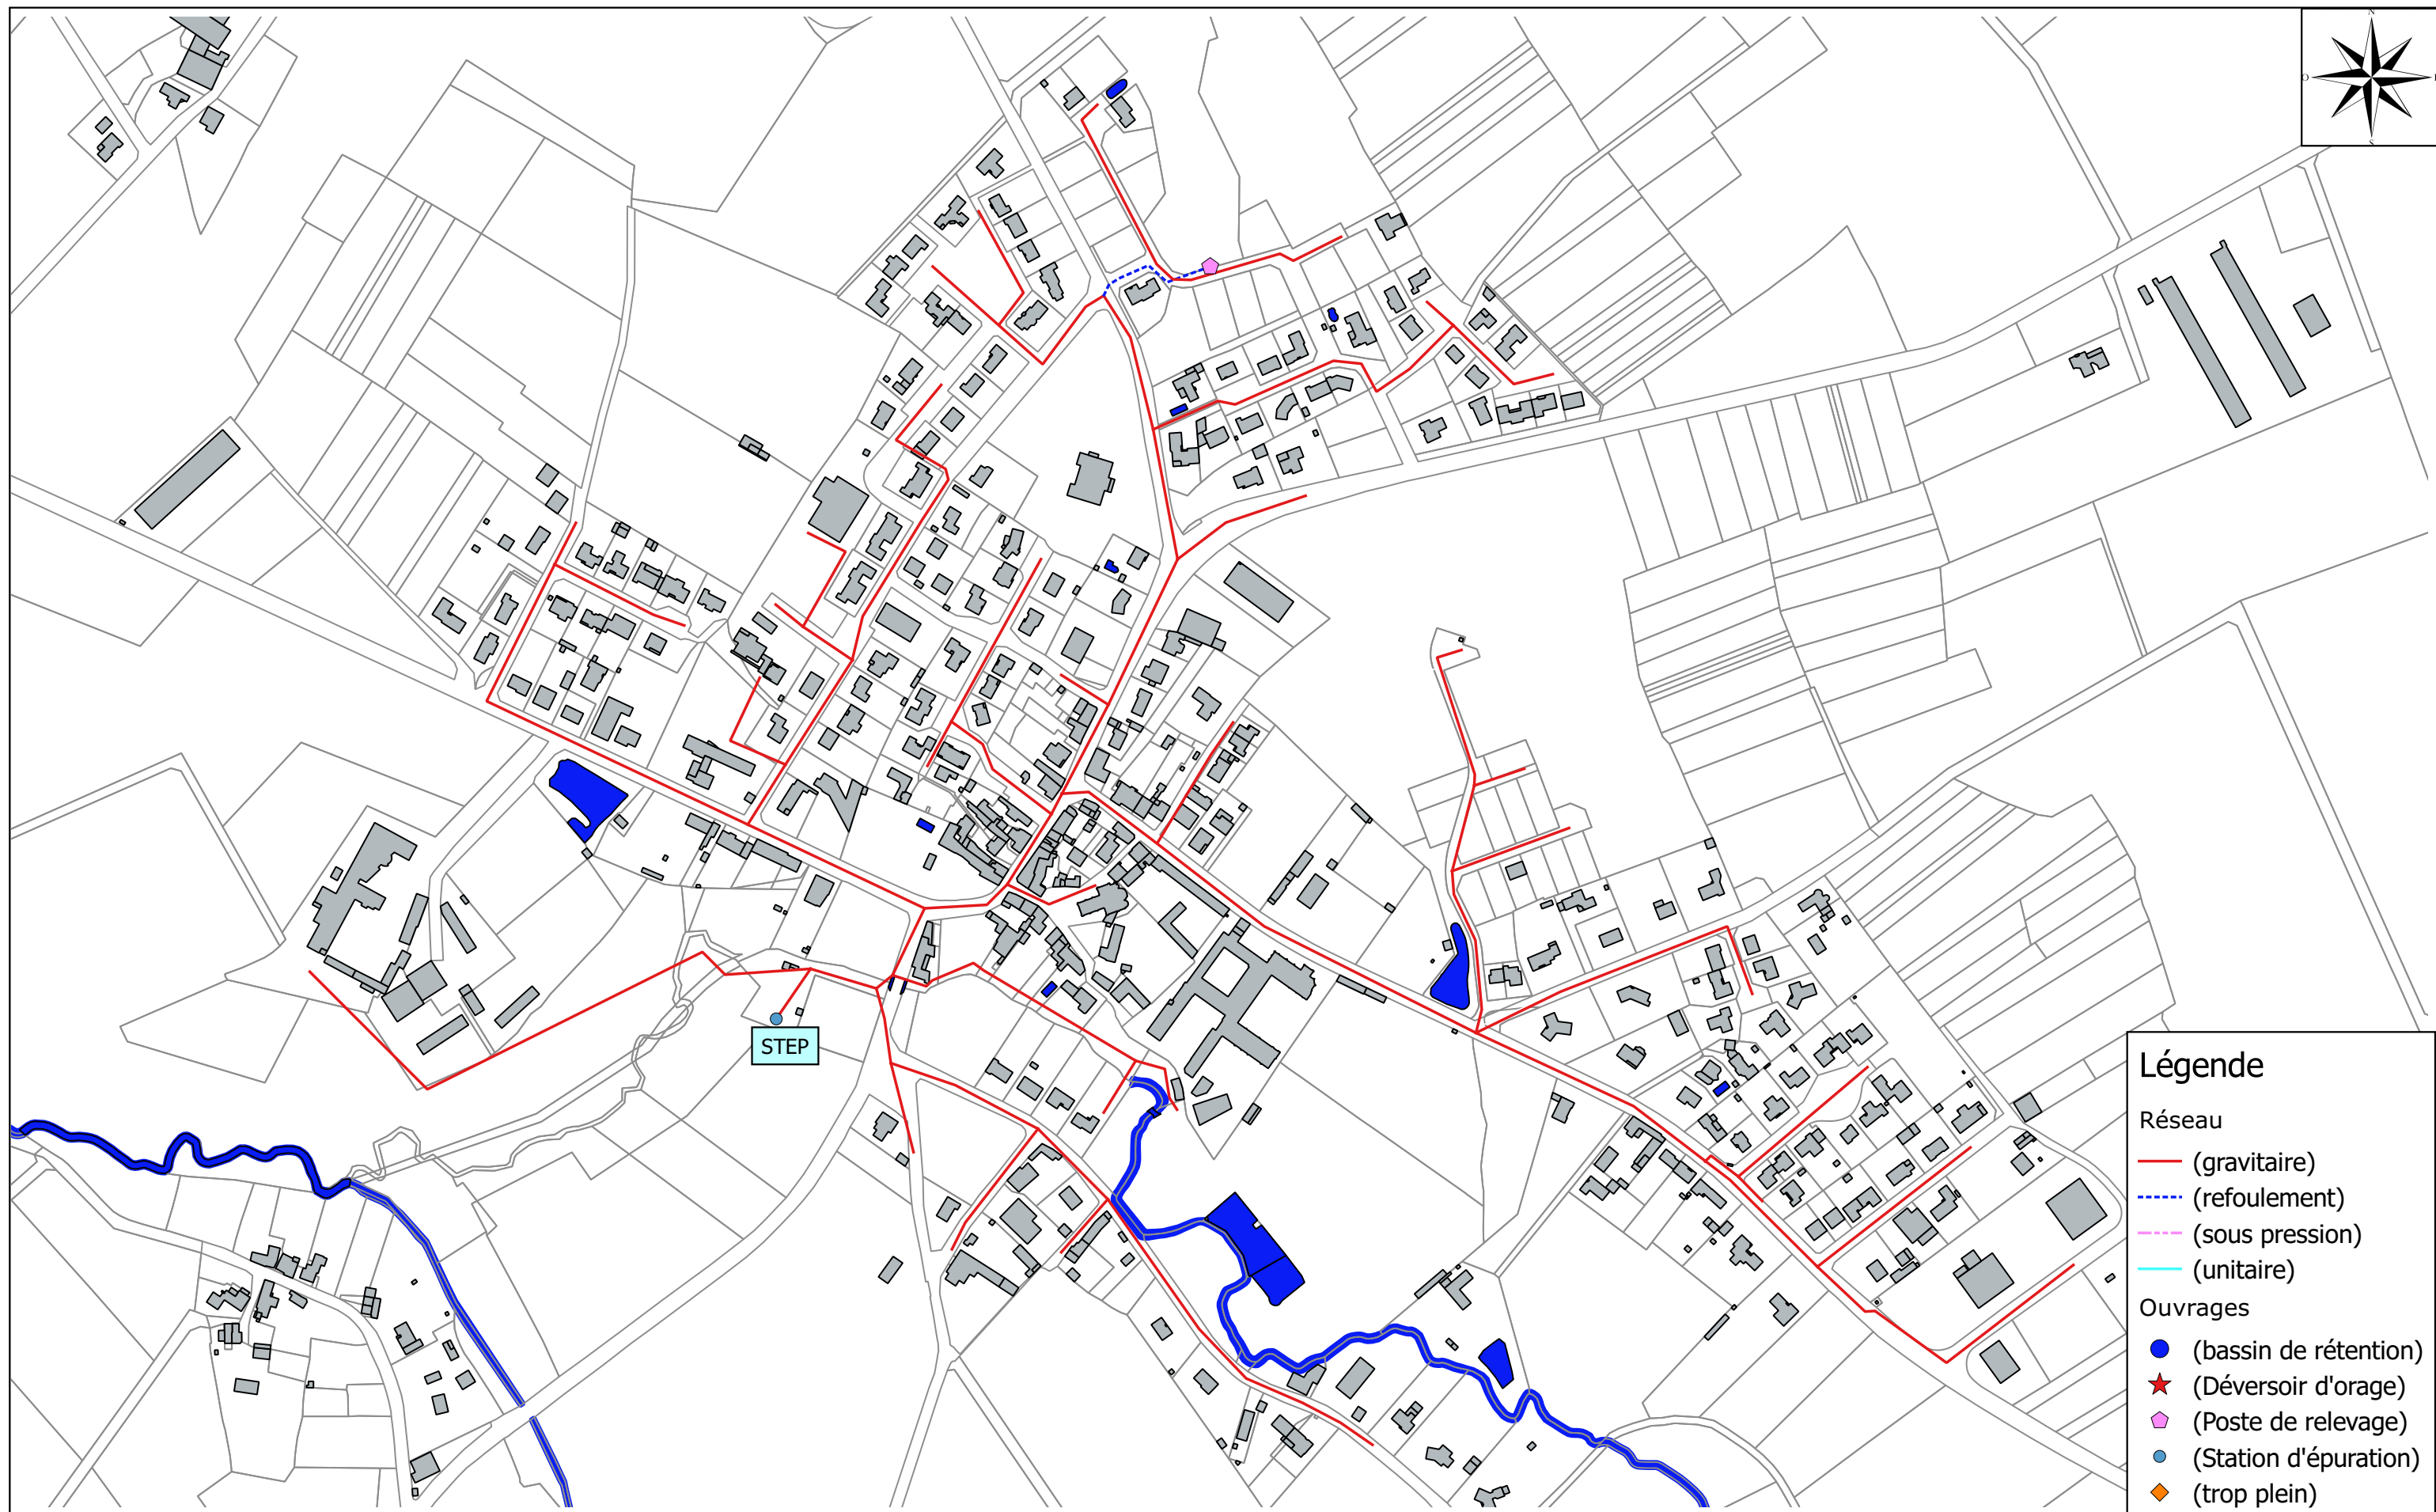 N
O
S
STEP
Légende
Réseau
(gravitaire)
(refoulement)
(sous pression)
(unitaire)
Ouvrages
(bassin de rétention)
(Déversoir d'orage)
(Poste de relevage)
(Station d'épuration)
(trop plein)